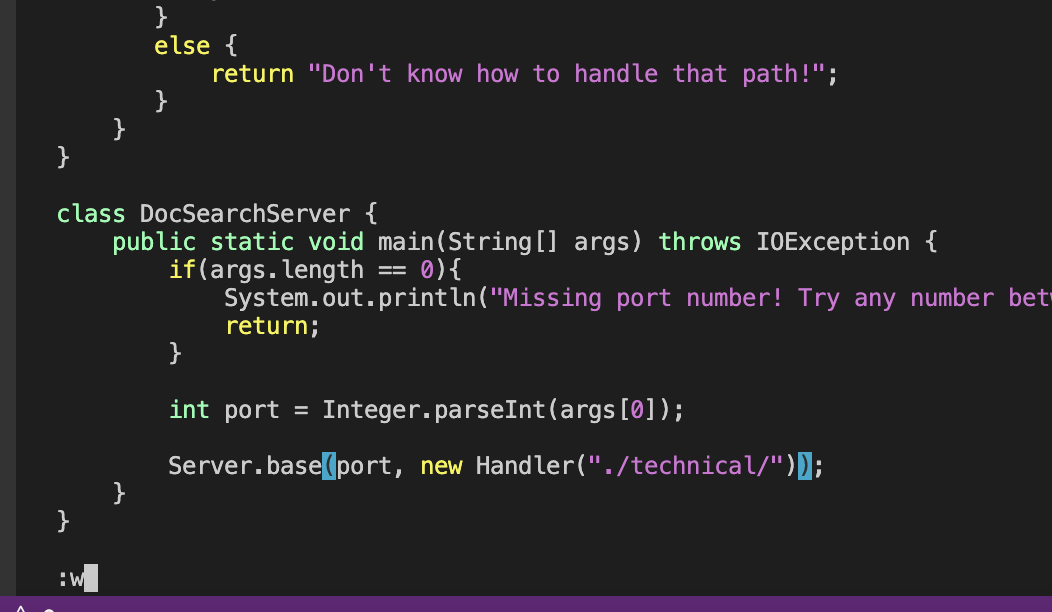 }
else {
return "Don't know how to handle that path!";
}
}
}
class DocSearchServer {
public static void main(String[] args) throws IOException {
if(args.length == 0){
System.out.println("Missing port number! Try any number
return;
}
int port = Integer.parseInt(args[0]);
Server.base(port, new Handler("./technical/"));
}
}
:w